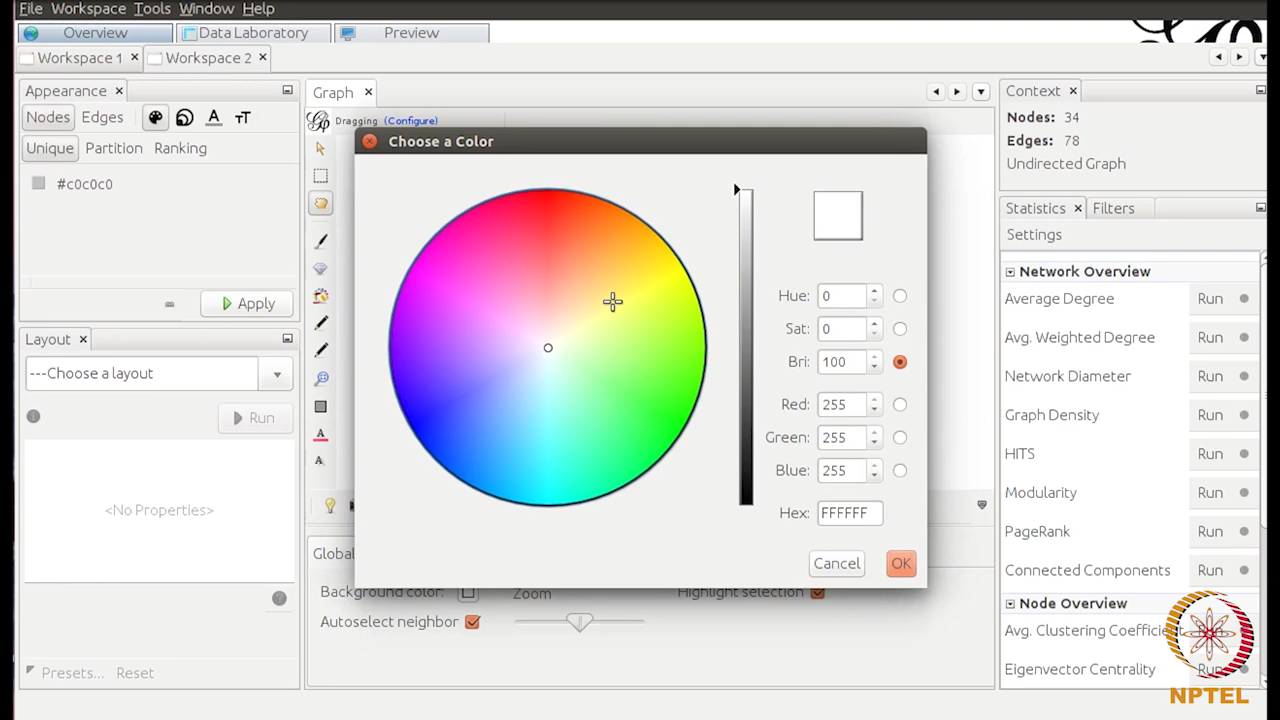 File Workspace Tools Window Help
Overview Data Laboratory Preview
Workspace 1 Workspace 2
Appearance
Nodes Edges
Unique Partition Ranking
#c0c0c0
Apply
Layout
---Choose a layout
Run
<No Properties>
Presets... Reset
Graph
Dragging (Configure)
Choose a Color
Hue: 0
Sat: 0
Bri: 100
Red: 255
Green: 255
Blue: 255
Hex: FFFFFF
Cancel OK
Global
Background color: Zoom Highlight selection
Autoselect neighbor
Context
Nodes: 34
Edges: 78
Undirected Graph
Statistics Filters
Settings
Network Overview
Average Degree Run
Avg. Weighted Degree Run
Network Diameter Run
Graph Density Run
HITS Run
Modularity Run
PageRank Run
Connected Components Run
Node Overview
Avg. Clustering Coefficient
Eigenvector Centrality Run
NPTEL